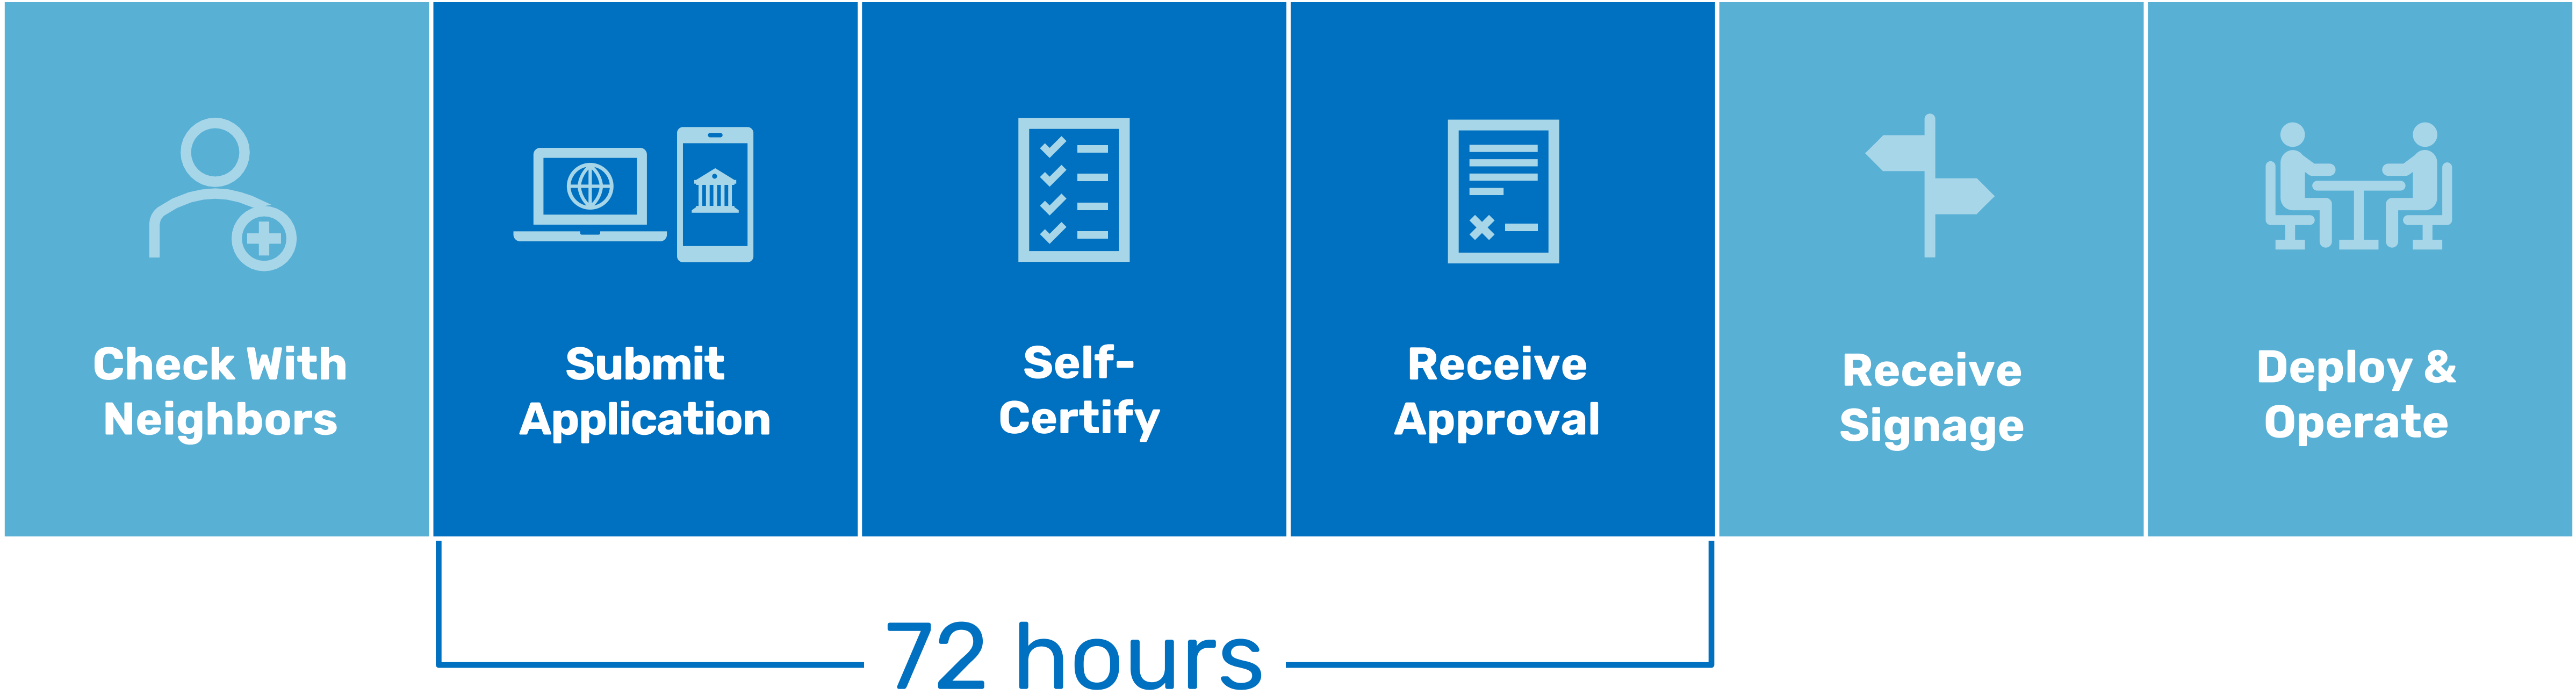 Check With
Neighbors
Submit
Application
Self-
Certify
Receive
Approval
Receive
Signage
Deploy &
Operate
72 hours